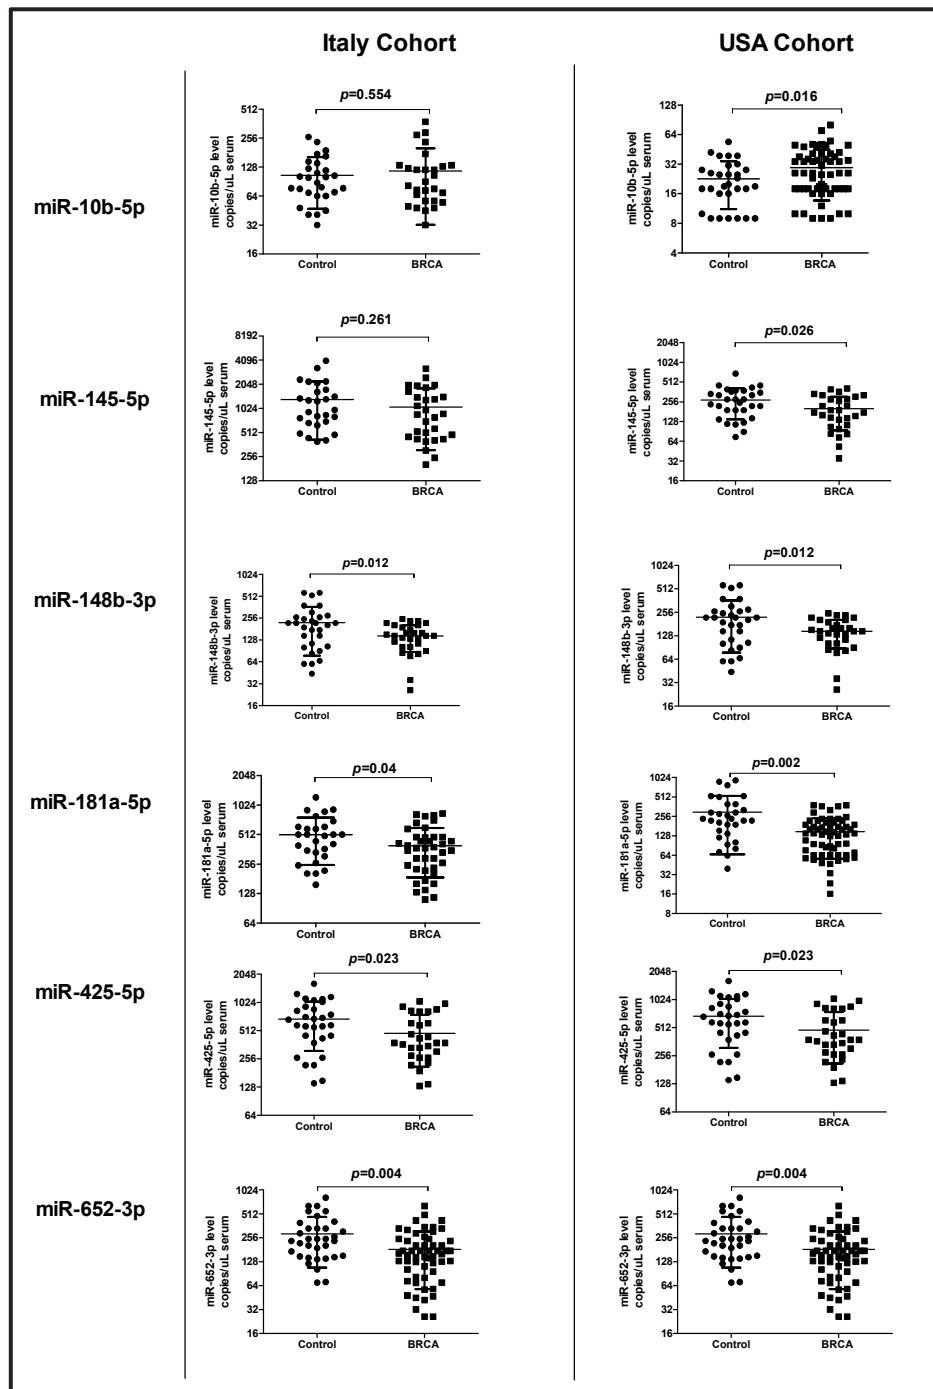 Italy Cohort
USA Cohort
miR-10b-5p
p=0.554
miR-10b-5p level
copies/uL serum
512
256
128
64
32
16
Control
BRCA
p=0.016
miR-10b-5p level
copies/uL serum
128
64
32
16
8
4
Control
BRCA
miR-145-5p
p=0.261
miR-145-5p level
copies/uL serum
8192
4096
2048
1024
512
256
128
Control
BRCA
p=0.026
miR-145-5p level
copies/uL serum
2048
1024
512
256
128
64
32
16
Control
BRCA
miR-148b-3p
p=0.012
miR-148b-3p level
copies/uL serum
1024
512
256
128
64
32
16
Control
BRCA
p=0.012
miR-148b-3p level
copies/uL serum
1024
512
256
128
64
32
16
Control
BRCA
miR-181a-5p
p=0.04
miR-181a-5p level
copies/uL serum
2048
1024
512
256
128
64
Control
BRCA
p=0.002
miR-181a-5p level
copies/uL serum
1024
512
256
128
64
32
16
8
Control
BRCA
miR-425-5p
p=0.023
miR-425-5p level
copies/uL serum
2048
1024
512
256
128
64
Control
BRCA
p=0.023
miR-425-5p level
copies/uL serum
2048
1024
512
256
128
64
Control
BRCA
miR-652-3p
p=0.004
miR-652-3p level
copies/uL serum
1024
512
256
128
64
32
16
Control
BRCA
p=0.004
miR-652-3p level
copies/uL serum
1024
512
256
128
64
32
16
Control
BRCA